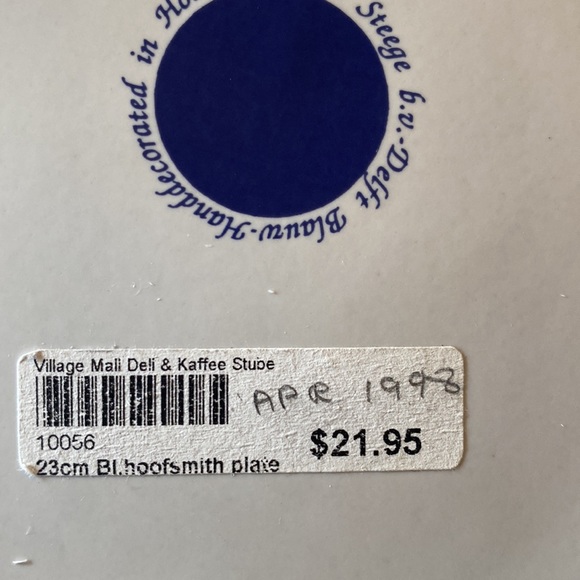 Steege b.v.-Delft Blauw-Handdecorated in Ho
Village Mall Deli & Kaffee Stube
APR 1998
10056
$21.95
23cm Bl.hoofsmith plate